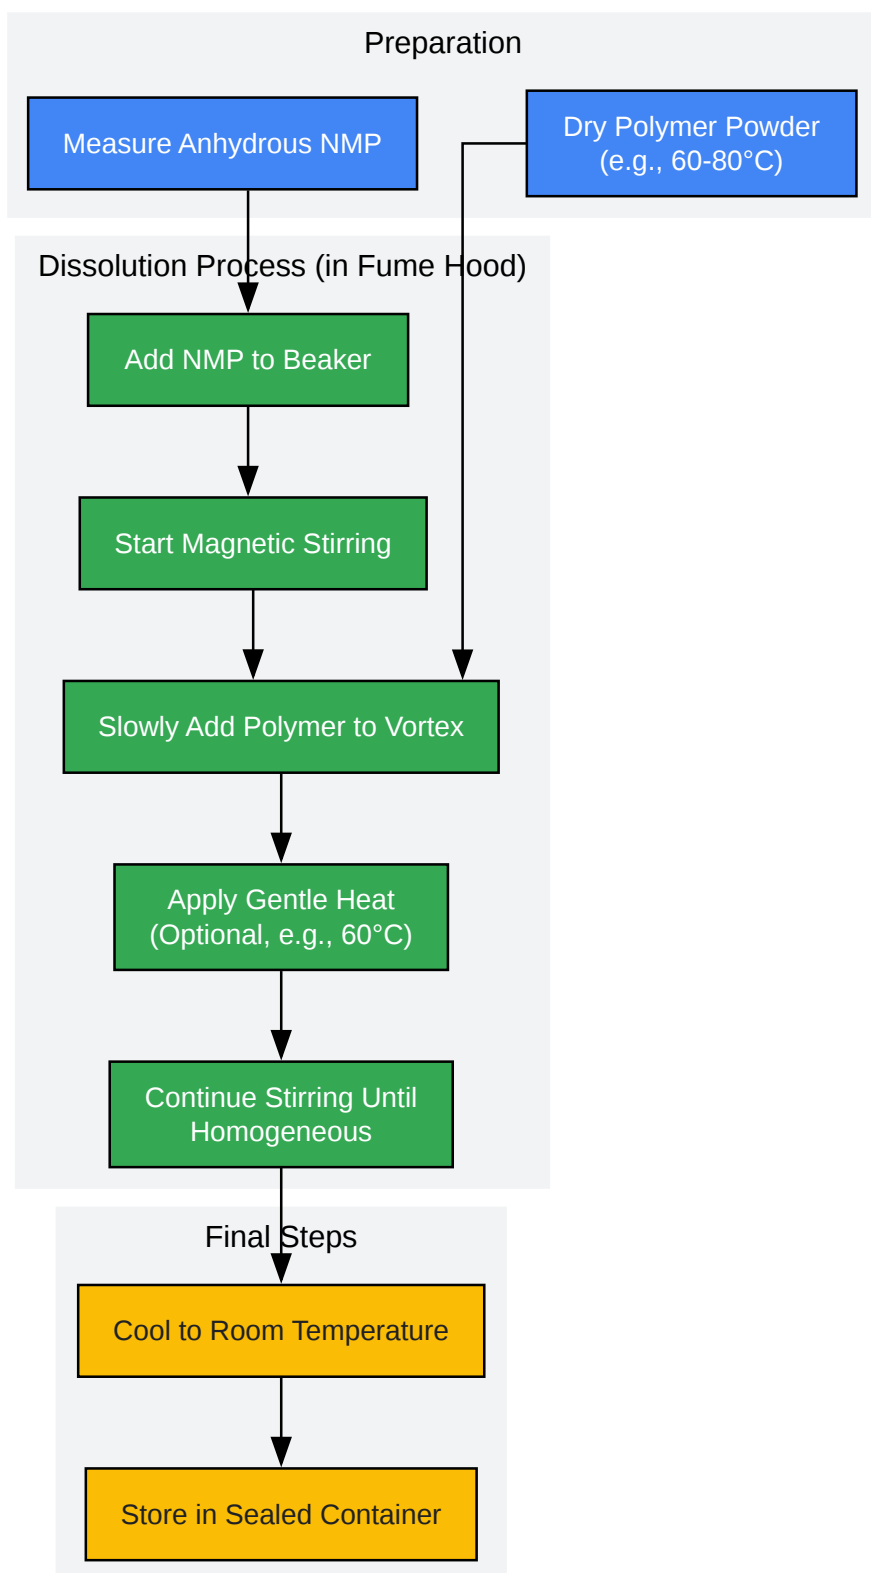 Preparation
Measure Anhydrous NMP
Dry Polymer Powder
(e.g., 60-80°C)
Dissolution Process (in Fume Hood)
Add NMP to Beaker
Start Magnetic Stirring
Slowly Add Polymer to Vortex
Apply Gentle Heat
(Optional, e.g., 60°C)
Continue Stirring Until
Homogeneous
Final Steps
Cool to Room Temperature
Store in Sealed Container